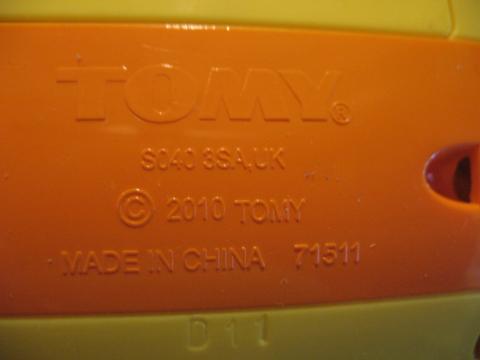 TOMY®
S040 3SA,UK
© 2010 TOMY
MADE IN CHINA 71511
D11